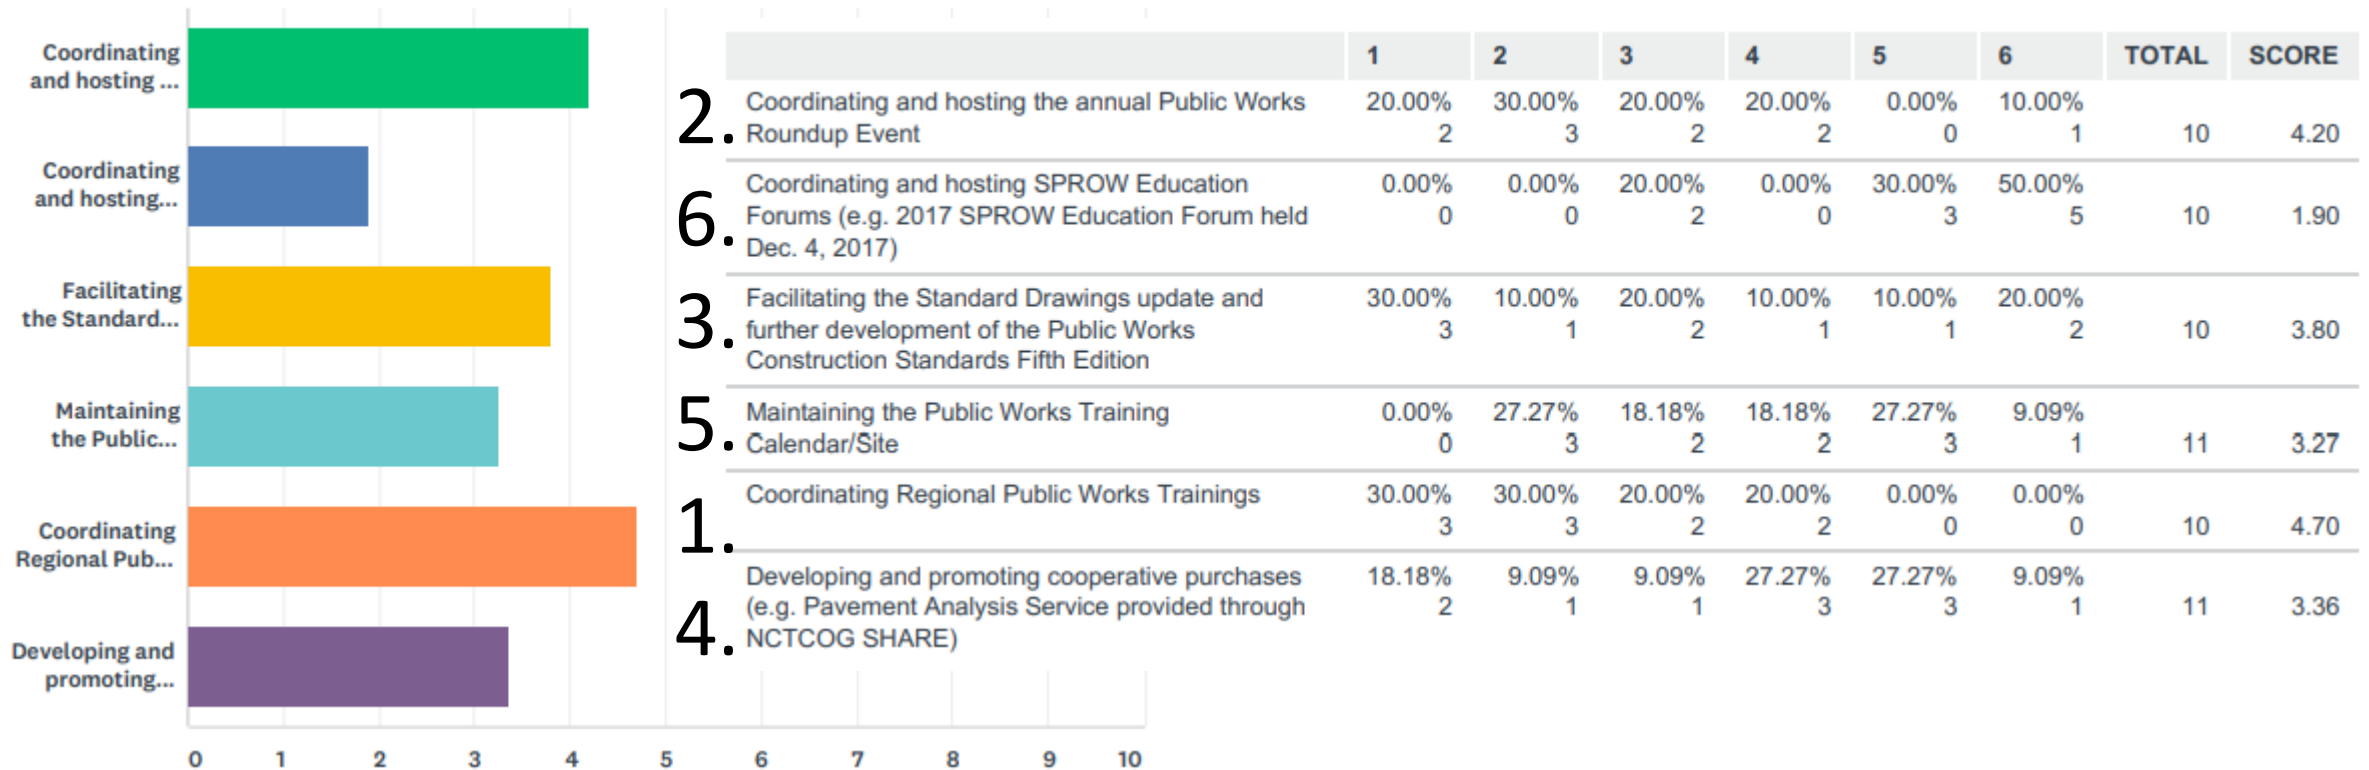 Coordinating
and hosting ...
Coordinating
and hosting...
Facilitating
the Standard...
Maintaining
the Public...
Coordinating
Regional Pub...
Developing and
promoting...
0 1 2 3 4 5 6 7 8 9 10
1 2 3 4 5 6 TOTAL SCORE
2. Coordinating and hosting the annual Public Works 20.00% 30.00% 20.00% 20.00% 0.00% 10.00%
Roundup Event 2 3 2 2 0 1 10 4.20
6. Coordinating and hosting SPROW Education 0.00% 0.00% 20.00% 0.00% 30.00% 50.00%
Forums (e.g. 2017 SPROW Education Forum held 0 0 2 0 3 5 10 1.90
Dec. 4, 2017)
3. Facilitating the Standard Drawings update and 30.00% 10.00% 20.00% 10.00% 10.00% 20.00%
further development of the Public Works 3 1 2 1 1 2 10 3.80
Construction Standards Fifth Edition
5. Maintaining the Public Works Training 0.00% 27.27% 18.18% 18.18% 27.27% 9.09%
Calendar/Site 0 3 2 2 3 1 11 3.27
1. Coordinating Regional Public Works Trainings 30.00% 30.00% 20.00% 20.00% 0.00% 0.00%
3 3 2 2 0 0 10 4.70
4. Developing and promoting cooperative purchases 18.18% 9.09% 9.09% 27.27% 27.27% 9.09%
(e.g. Pavement Analysis Service provided through 2 1 1 3 3 1 11 3.36
NCTCOG SHARE)